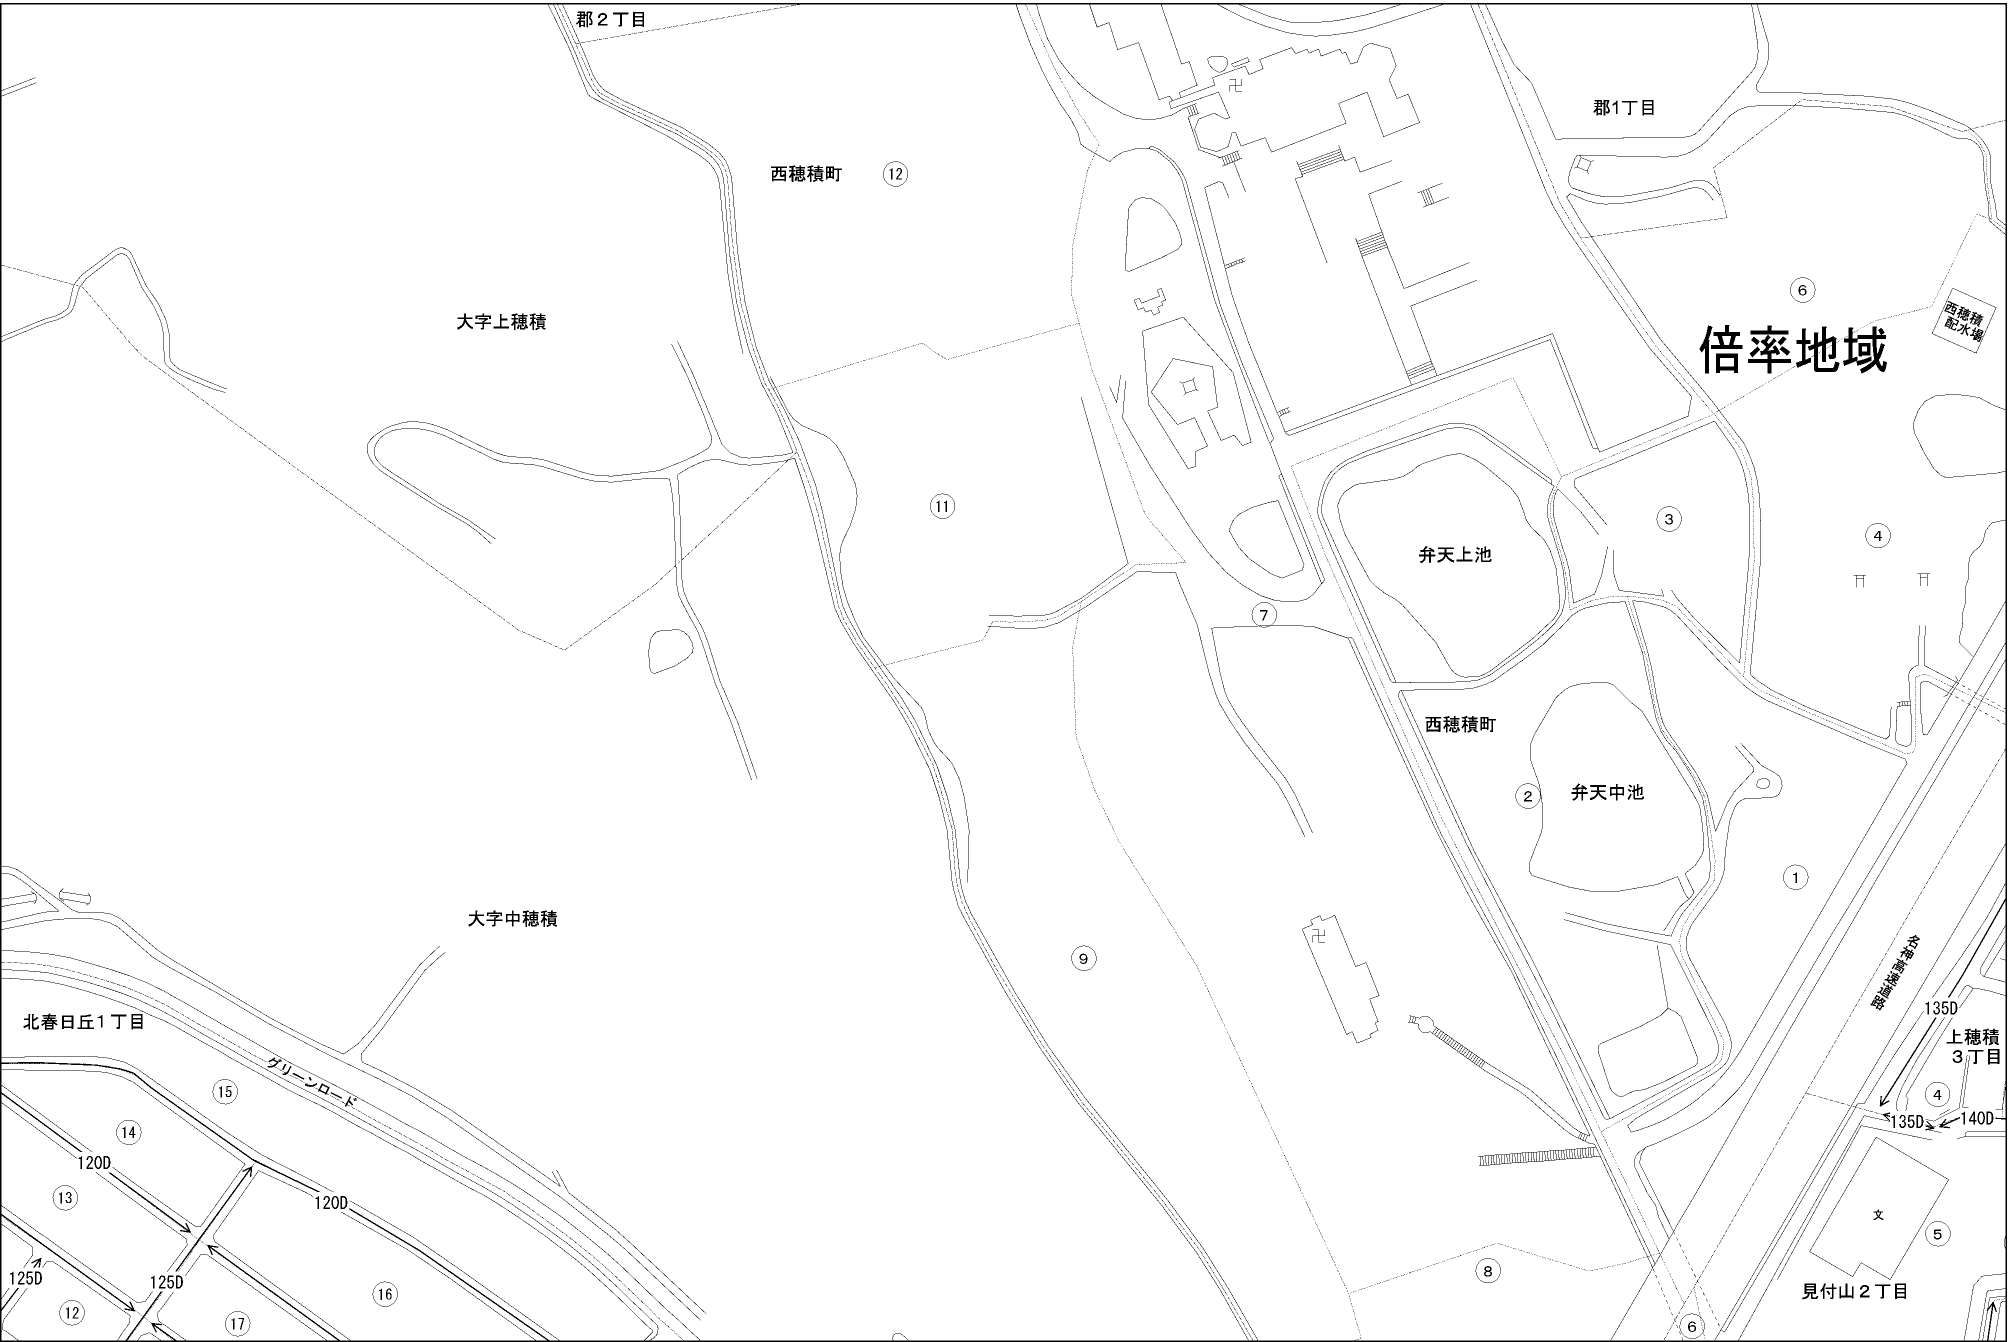 郡２丁目
郡1丁目
西穂積町
⑫
大字上穂積
⑥
西穂積
配水場
倍率地域
⑪
③
④
弁天上池
⑦
西穂積町
②
弁天中池
①
大字中穂積
⑨
名神高速道路
135D
北春日丘１丁目
上穂積
３丁目
グリーンロード
⑮
④
135D
140D
⑭
120D
⑬
120D
文
⑤
125D
125D
⑧
⑯
見付山２丁目
⑫
⑰
⑥